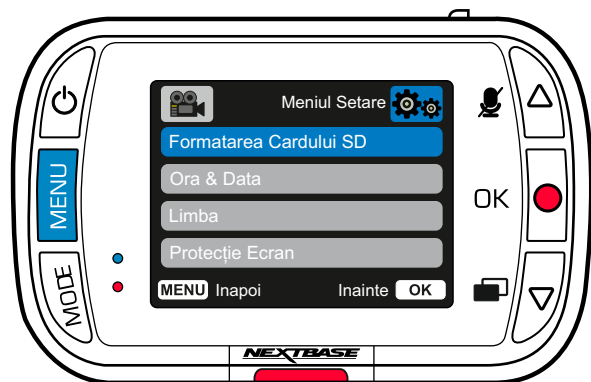 Meniul Setare
Formatarea Cardului SD
MENU
Ora & Data
OK
Limba
Protecție Ecran
MODE
MENU Inapoi Inainte OK
NEXTBASE